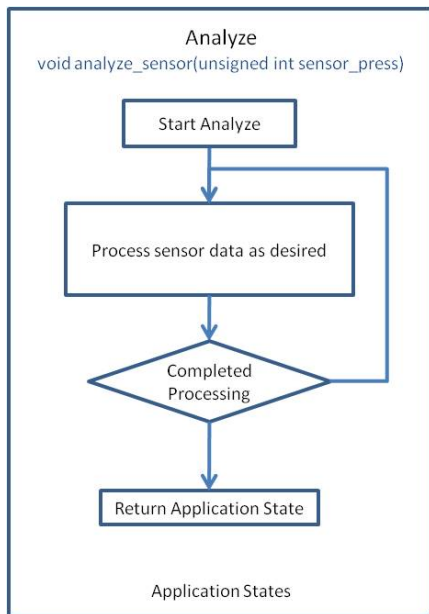 Analyze
void analyze_sensor(unsigned int sensor_press)
Start Analyze
Process sensor data as desired
Completed
Processing
Return Application State
Application States